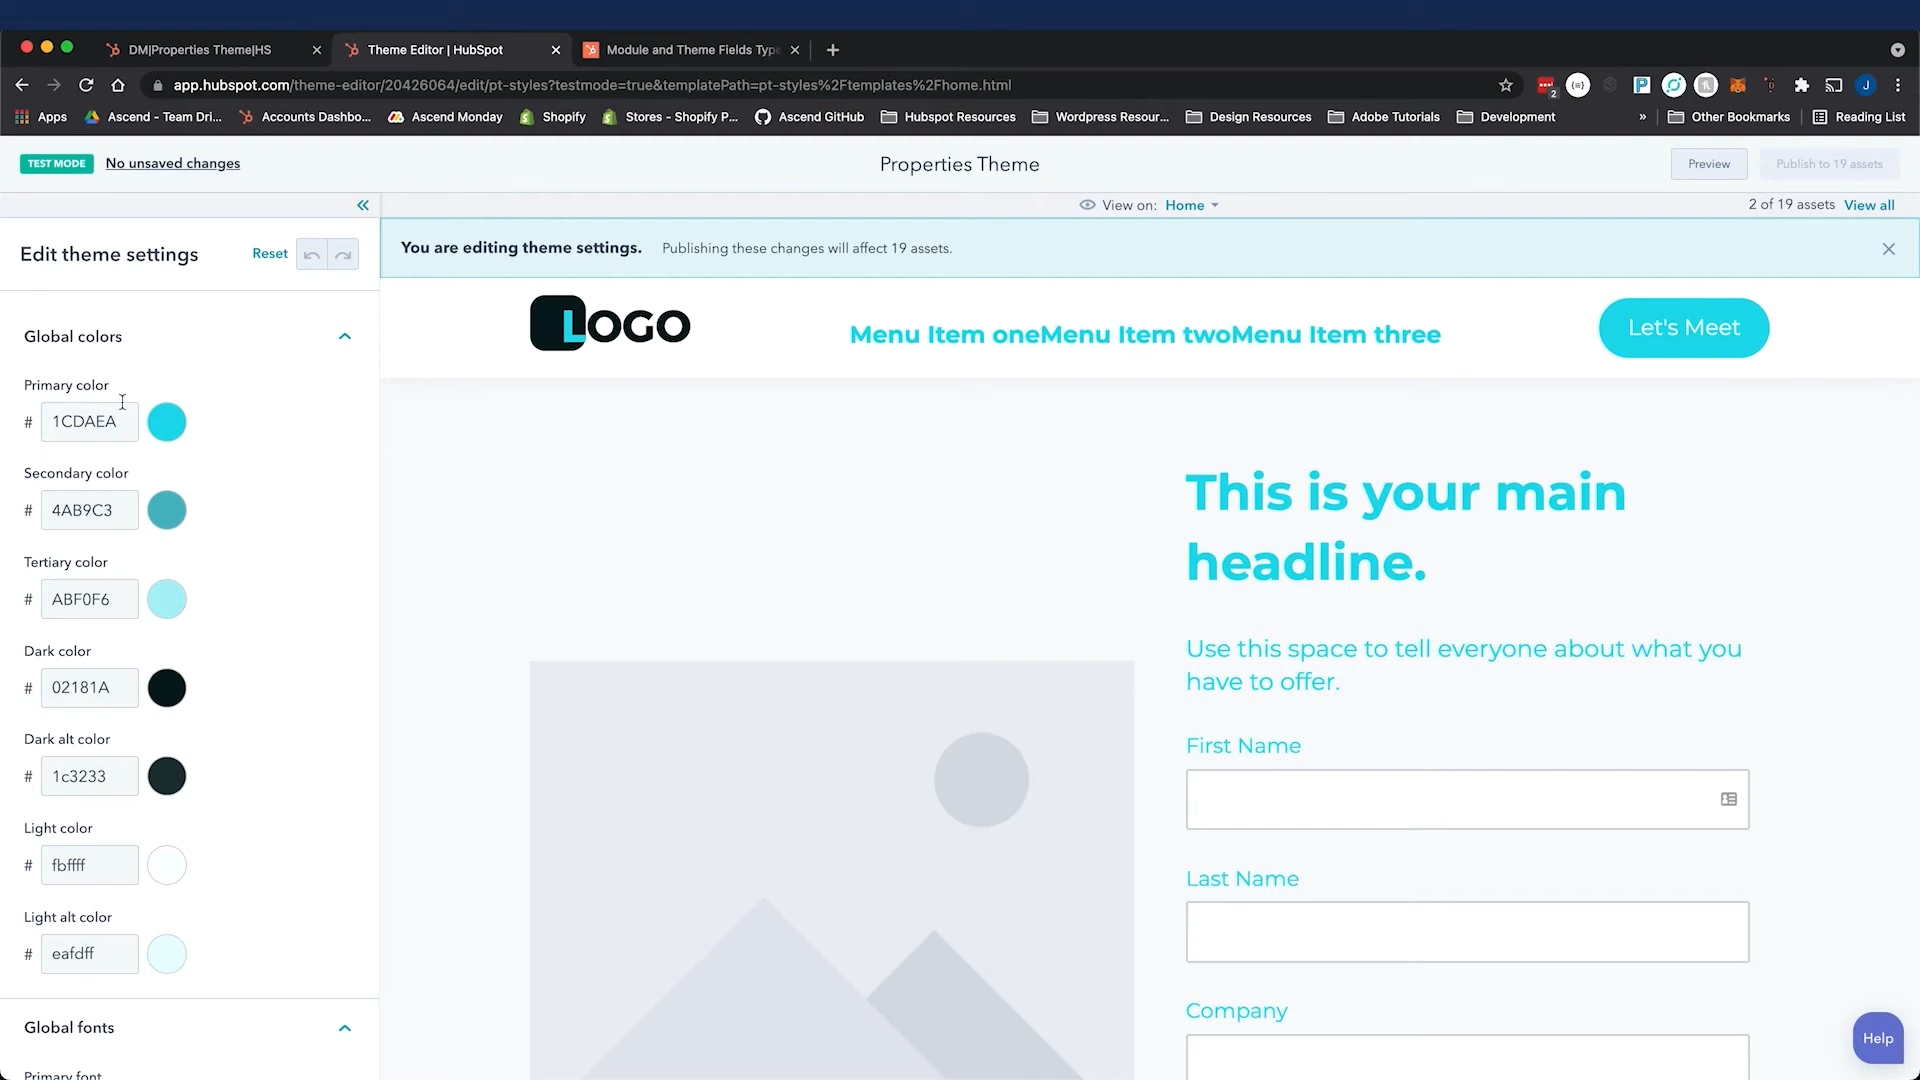 DM|Properties Theme|HS
Theme Editor | HubSpot
Module and Theme Fields Type
app.hubspot.com/theme-editor/20426064/edit/pt-styles?testmode=true&templatePath=pt-styles%2Ftemplates%2Fhome.html
2
J
Apps
Ascend - Team Dri...
Accounts Dashbo...
Ascend Monday
Shopify
Stores - Shopify P...
Ascend GitHub
Hubspot Resources
Wordpress Resour...
Design Resources
Adobe Tutorials
Development
»
Other Bookmarks
Reading List
TEST MODE
No unsaved changes
Properties Theme
Preview
Publish to 19 assets
View on: Home
2 of 19 assets View all
Edit theme settings
Reset
You are editing theme settings. Publishing these changes will affect 19 assets.
LOGO
Menu Item oneMenu Item twoMenu Item three
Let's Meet
Global colors
Primary color
# 1CDAEA
Secondary color
# 4AB9C3
Tertiary color
# ABF0F6
Dark color
# 02181A
Dark alt color
# 1c3233
Light color
# fbffff
Light alt color
# eafdff
Global fonts
Primary font
This is your main
headline.
Use this space to tell everyone about what you
have to offer.
First Name
Last Name
Company
Help